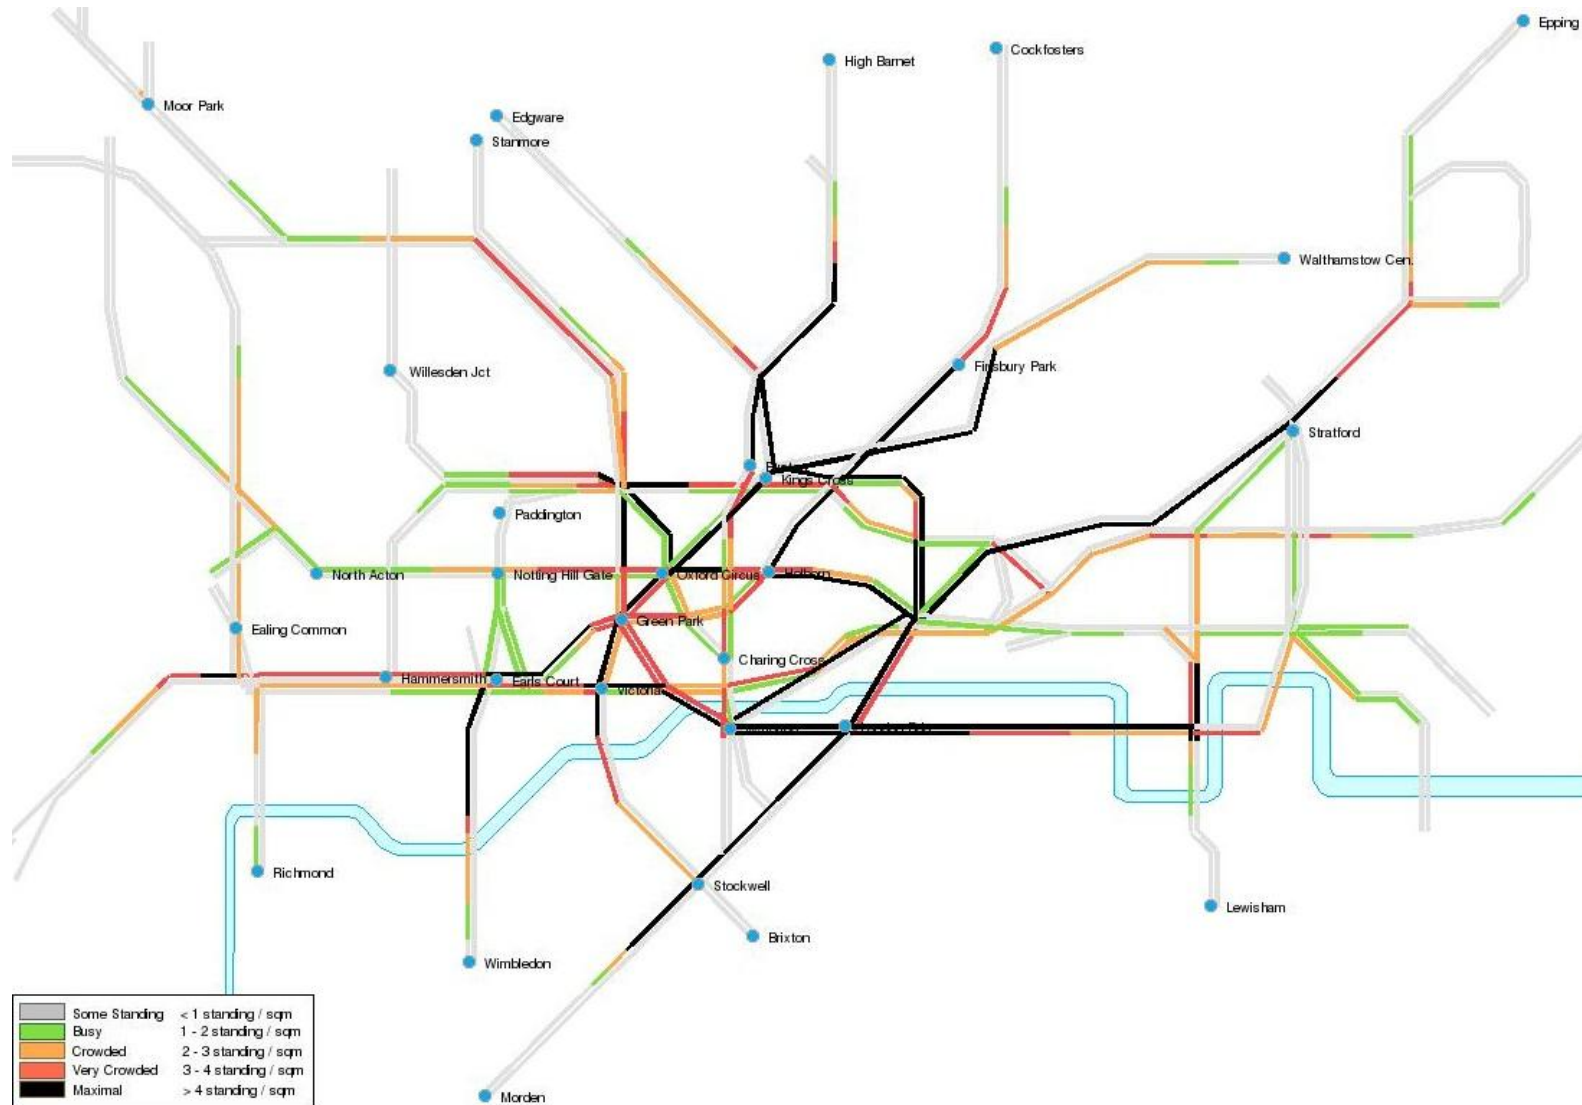 Epping
Cockfosters
High Barnet
Moor Park
Edgware
Stanmore
Walthamstow Cen.
Willesden Jct
Finsbury Park
Stratford
Kings Cross
Paddington
North Acton
Notting Hill Gate
Oxford Circus
Holborn
Green Park
Ealing Common
Charing Cross
Hammersmith
Earls Court
Victoria
Richmond
Stockwell
Lewisham
Brixton
Wimbledon
Morden
Some Standing < 1 standing / sqm
Busy 1 - 2 standing / sqm
Crowded 2 - 3 standing / sqm
Very Crowded 3 - 4 standing / sqm
Maximal > 4 standing / sqm